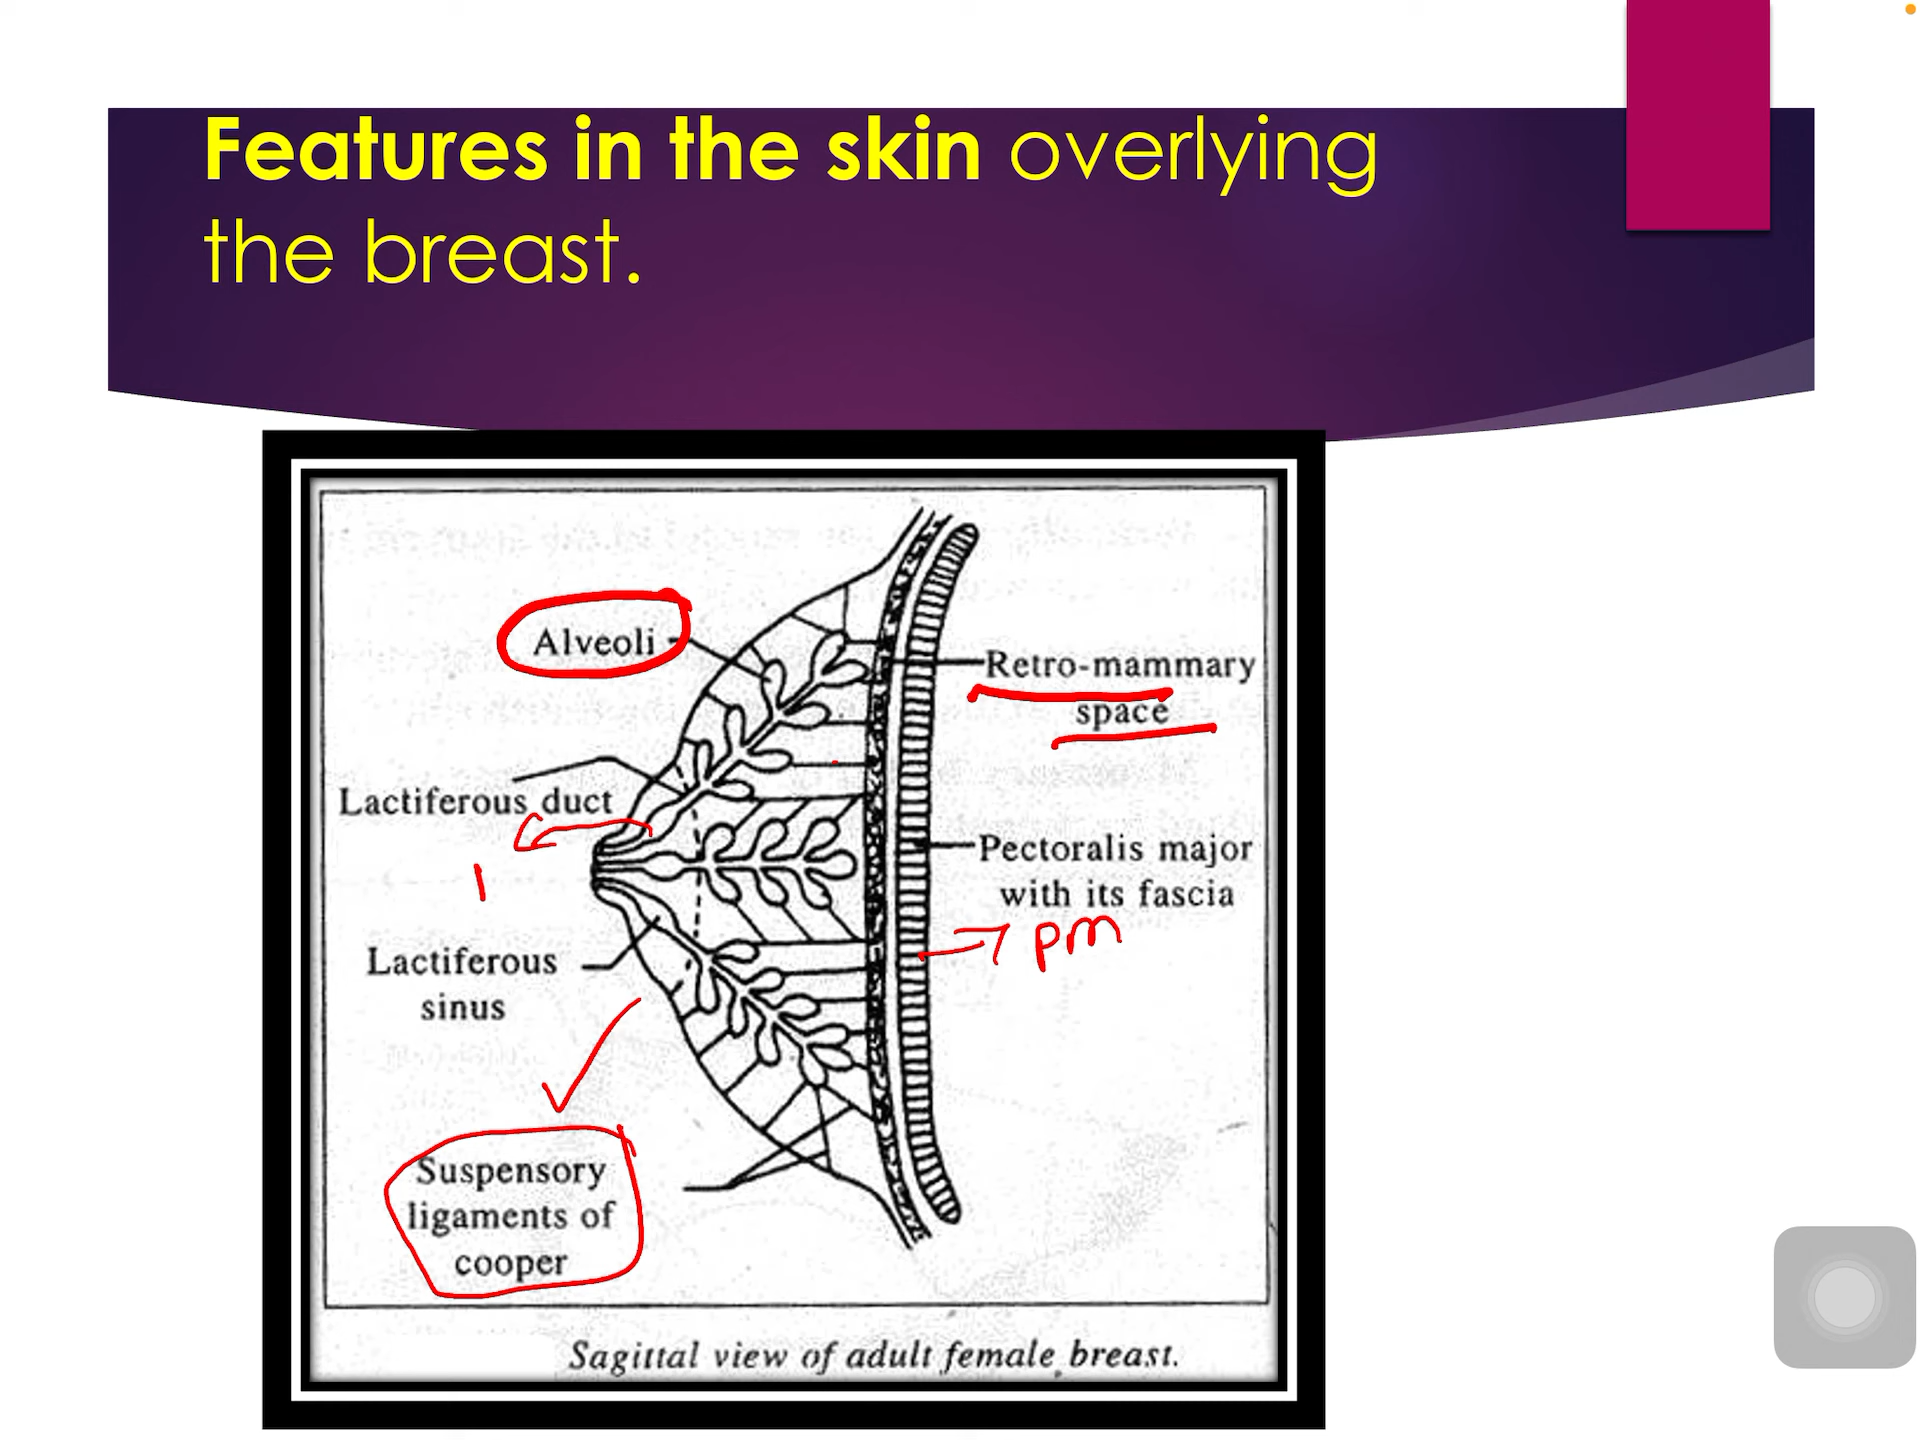 Features in the skin overlying
the breast.
Alveoli
Retro-mammary
space
Lactiferous duct
Pectoralis major
with its fascia
pm
Lactiferous
sinus
Suspensory
ligaments of
cooper
Sagittal view of adult female breast.